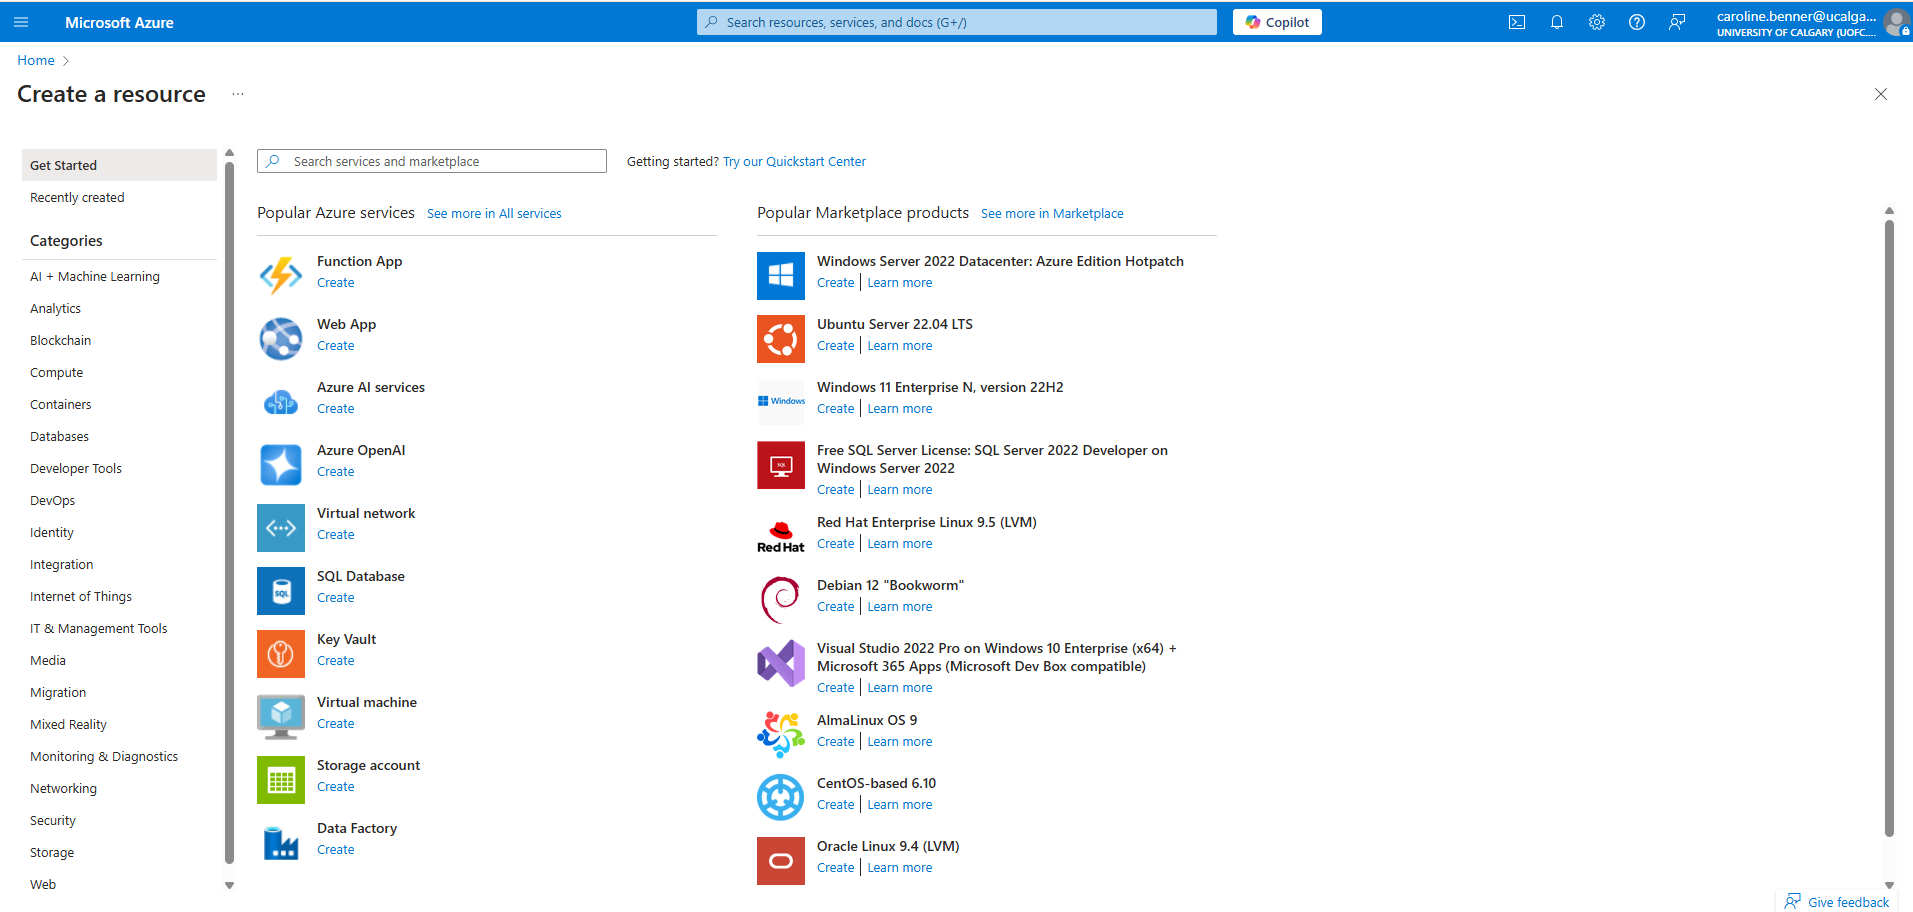 Microsoft Azure
Search resources, services, and docs (G+/)
Copilot
caroline.benner@ucalga...
UNIVERSITY OF CALGARY (UOFC....
Home
Create a resource
...
Get Started
Recently created
Categories
AI + Machine Learning
Analytics
Blockchain
Compute
Containers
Databases
Developer Tools
DevOps
Identity
Integration
Internet of Things
IT & Management Tools
Media
Migration
Mixed Reality
Monitoring & Diagnostics
Networking
Security
Storage
Web
Search services and marketplace
Getting started? Try our Quickstart Center
Popular Azure services See more in All services
Function App
Create
Web App
Create
Azure AI services
Create
Azure OpenAI
Create
Virtual network
Create
SQL
SQL Database
Create
Key Vault
Create
Virtual machine
Create
Storage account
Create
Data Factory
Create
Popular Marketplace products See more in Marketplace
Windows Server 2022 Datacenter: Azure Edition Hotpatch
Create | Learn more
Ubuntu Server 22.04 LTS
Create | Learn more
Windows
Windows 11 Enterprise N, version 22H2
Create | Learn more
SQL
Free SQL Server License: SQL Server 2022 Developer on
Windows Server 2022
Create | Learn more
Red Hat
Red Hat Enterprise Linux 9.5 (LVM)
Create | Learn more
Debian 12 "Bookworm"
Create | Learn more
Visual Studio 2022 Pro on Windows 10 Enterprise (x64) +
Microsoft 365 Apps (Microsoft Dev Box compatible)
Create | Learn more
AlmaLinux OS 9
Create | Learn more
CentOS-based 6.10
Create | Learn more
Oracle Linux 9.4 (LVM)
Create | Learn more
Give feedback